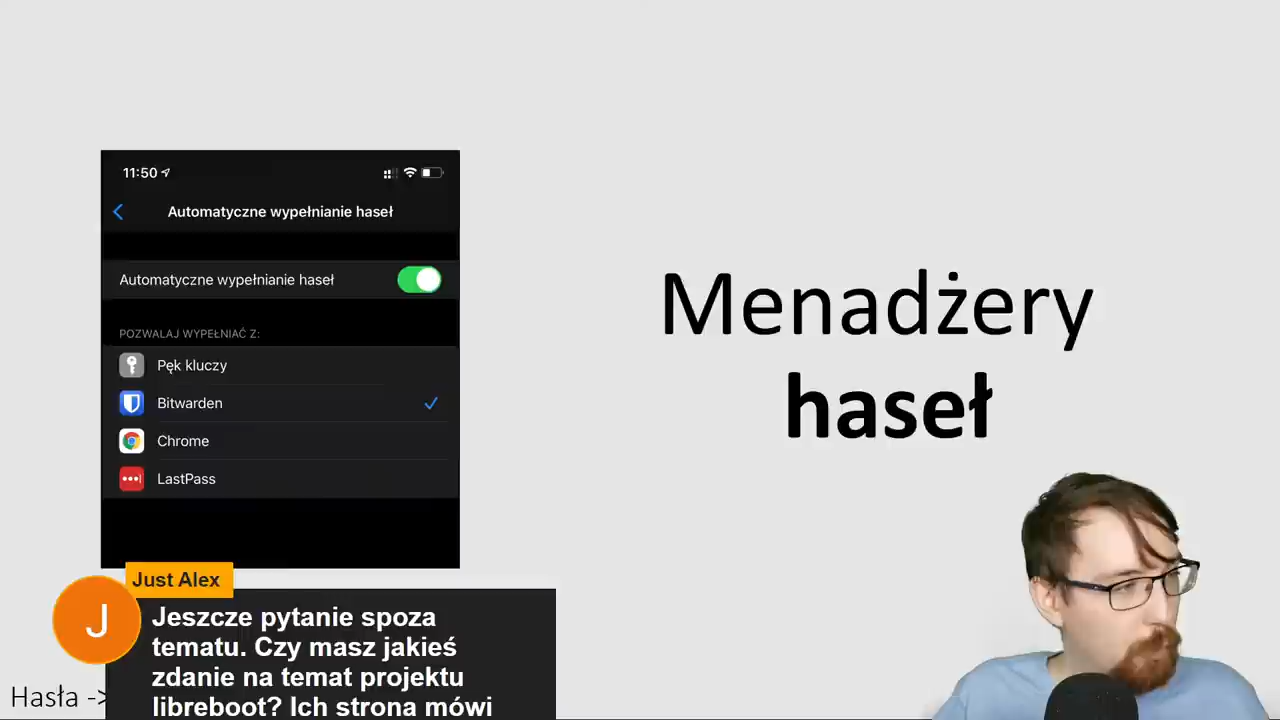 11:50
Automatyczne wypełnianie haseł
Automatyczne wypełnianie haseł
POZWALAJ WYPEŁNIAĆ Z:
Pęk kluczy
Bitwarden
Chrome
LastPass
Menadżery
haseł
Just Alex
J
Jeszcze pytanie spoza
tematu. Czy masz jakieś
zdanie na temat projektu
libreboot? Ich strona mówi
Hasła ->